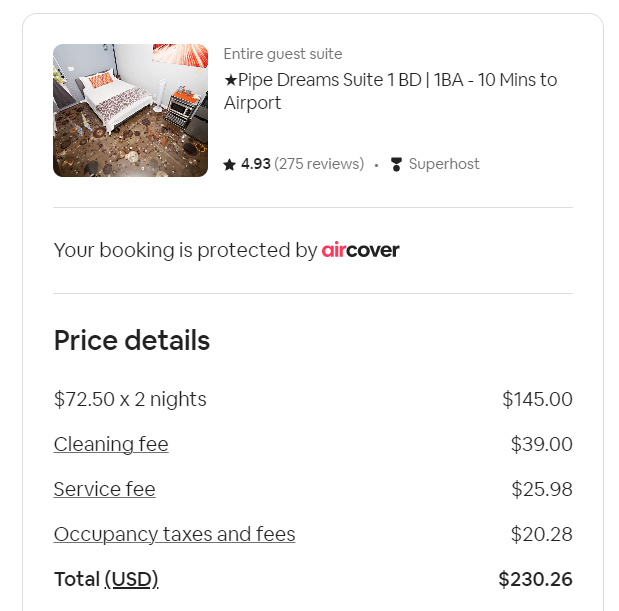 Entire guest suite
★Pipe Dreams Suite 1 BD | 1BA - 10 Mins to
Airport
★ 4.93 (275 reviews) · Superhost
Your booking is protected by aircover
Price details
$72.50 x 2 nights $145.00
Cleaning fee $39.00
Service fee $25.98
Occupancy taxes and fees $20.28
Total (USD) $230.26